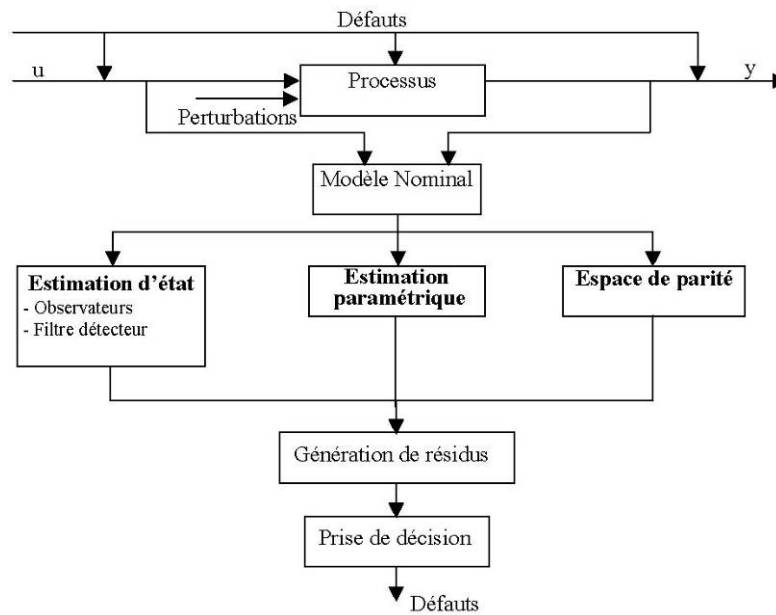 Défauts
u
y
Processus
Perturbations
Modèle Nominal
Estimation d'état
- Observateurs
- Filtre détecteur
Estimation
paramétrique
Espace de parité
Génération de résidus
Prise de décision
Défauts